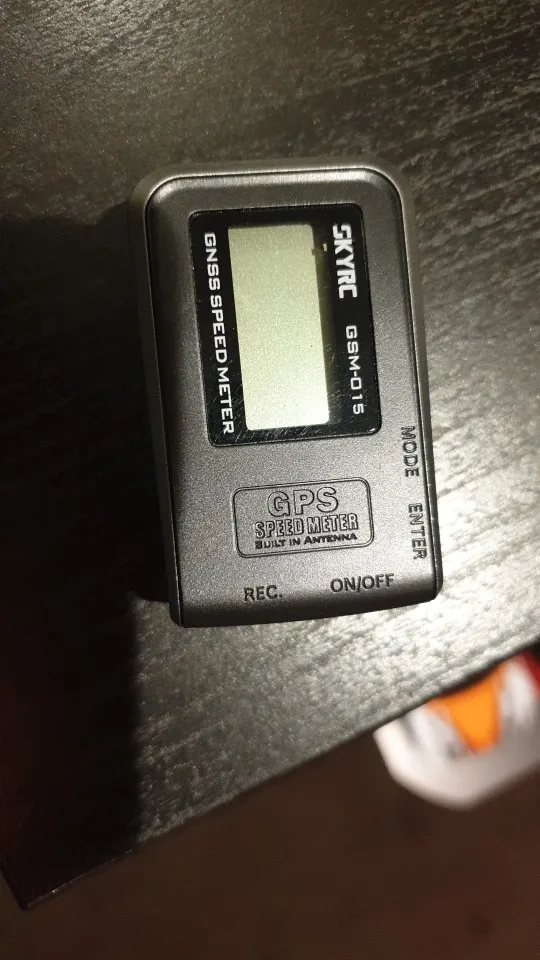 SKYRC GSM-015
GNSS SPEED METER
MODE ENTER
GPS
SPEED METER
BUILT IN ANTENNA
REC. ON/OFF